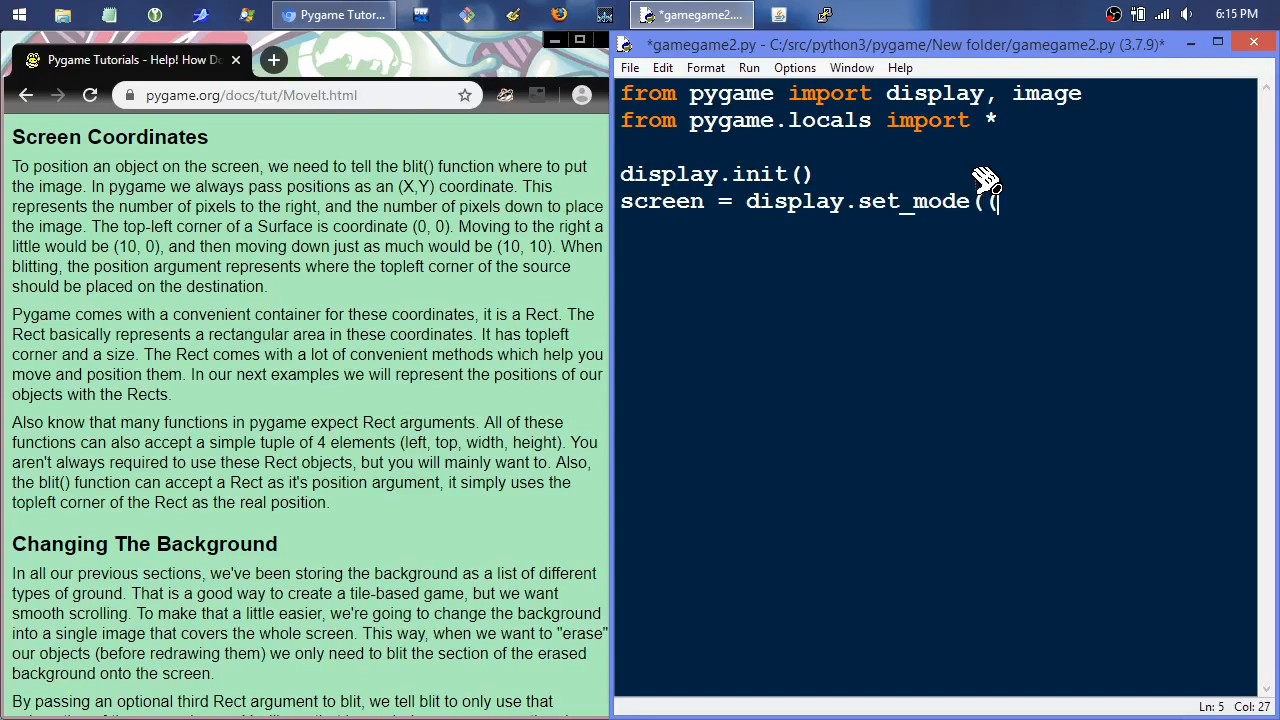 Pygame Tutor...
*gamegame2....
6:15 PM
Pygame Tutorials - Help! How Do
pygame.org/docs/tut/MoveIt.html
Screen Coordinates
To position an object on the screen, we need to tell the blit() function where to put
the image. In pygame we always pass positions as an (X,Y) coordinate. This
represents the number of pixels to the right, and the number of pixels down to place
the image. The top-left corner of a Surface is coordinate (0, 0). Moving to the right a
little would be (10, 0), and then moving down just as much would be (10, 10). When
blitting, the position argument represents where the topleft corner of the source
should be placed on the destination.
Pygame comes with a convenient container for these coordinates, it is a Rect. The
Rect basically represents a rectangular area in these coordinates. It has topleft
corner and a size. The Rect comes with a lot of convenient methods which help you
move and position them. In our next examples we will represent the positions of our
objects with the Rects.
Also know that many functions in pygame expect Rect arguments. All of these
functions can also accept a simple tuple of 4 elements (left, top, width, height). You
aren't always required to use these Rect objects, but you will mainly want to. Also,
the blit() function can accept a Rect as it's position argument, it simply uses the
topleft corner of the Rect as the real position.
Changing The Background
In all our previous sections, we've been storing the background as a list of different
types of ground. That is a good way to create a tile-based game, but we want
smooth scrolling. To make that a little easier, we're going to change the background
into a single image that covers the whole screen. This way, when we want to "erase"
our objects (before redrawing them) we only need to blit the section of the erased
background onto the screen.
By passing an optional third Rect argument to blit, we tell blit to only use that
*gamegame2.py - C:/src/python3/pygame/New folder/gamegame2.py (3.7.9)*
File Edit Format Run Options Window Help
from pygame import display, image
from pygame.locals import *
display.init()
screen = display.set_mode((
Ln: 5 Col: 27